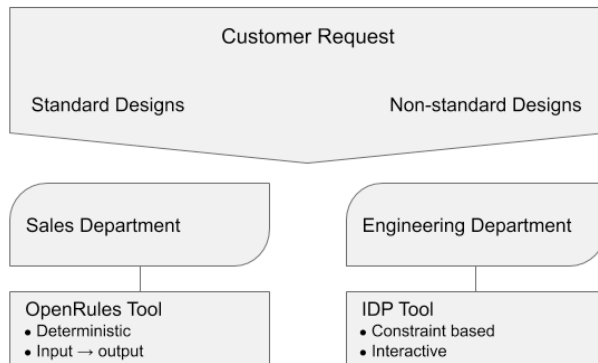 Customer Request
Standard Designs
Non-standard Designs
Sales Department
Engineering Department
OpenRules Tool
● Deterministic
● Input → output
IDP Tool
● Constraint based
● Interactive